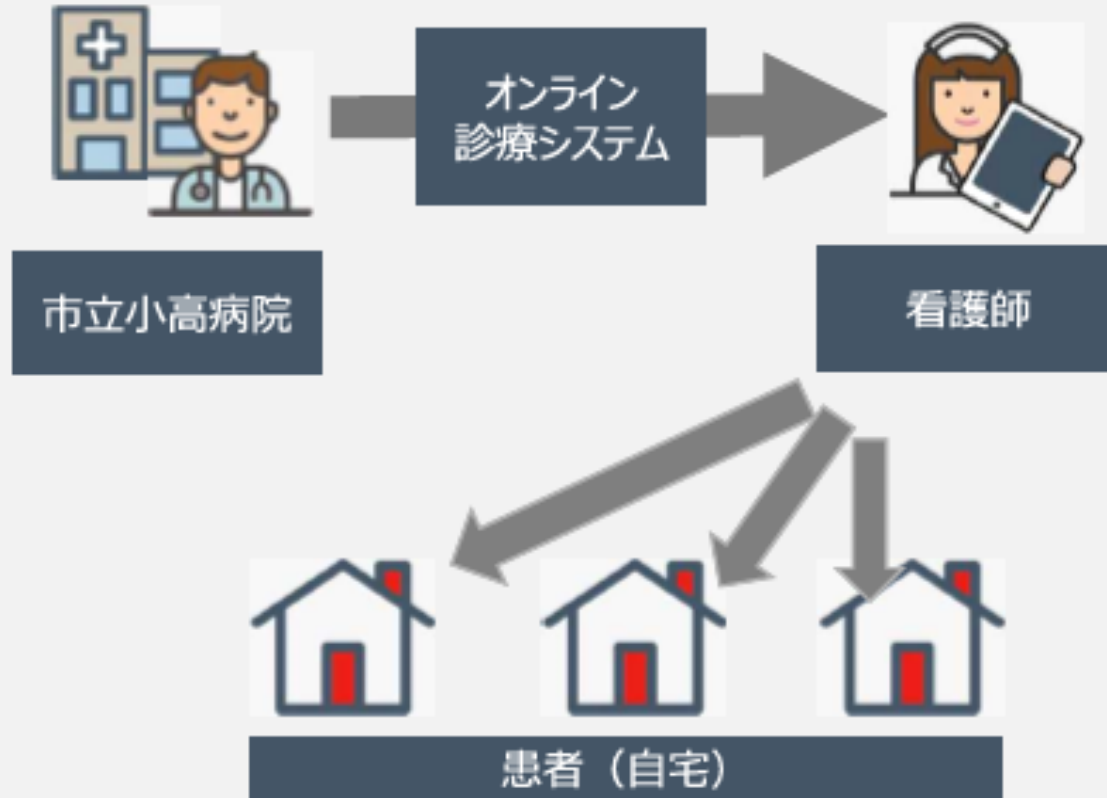 オンライン
診療システム
市立小高病院
看護師
患者（自宅）